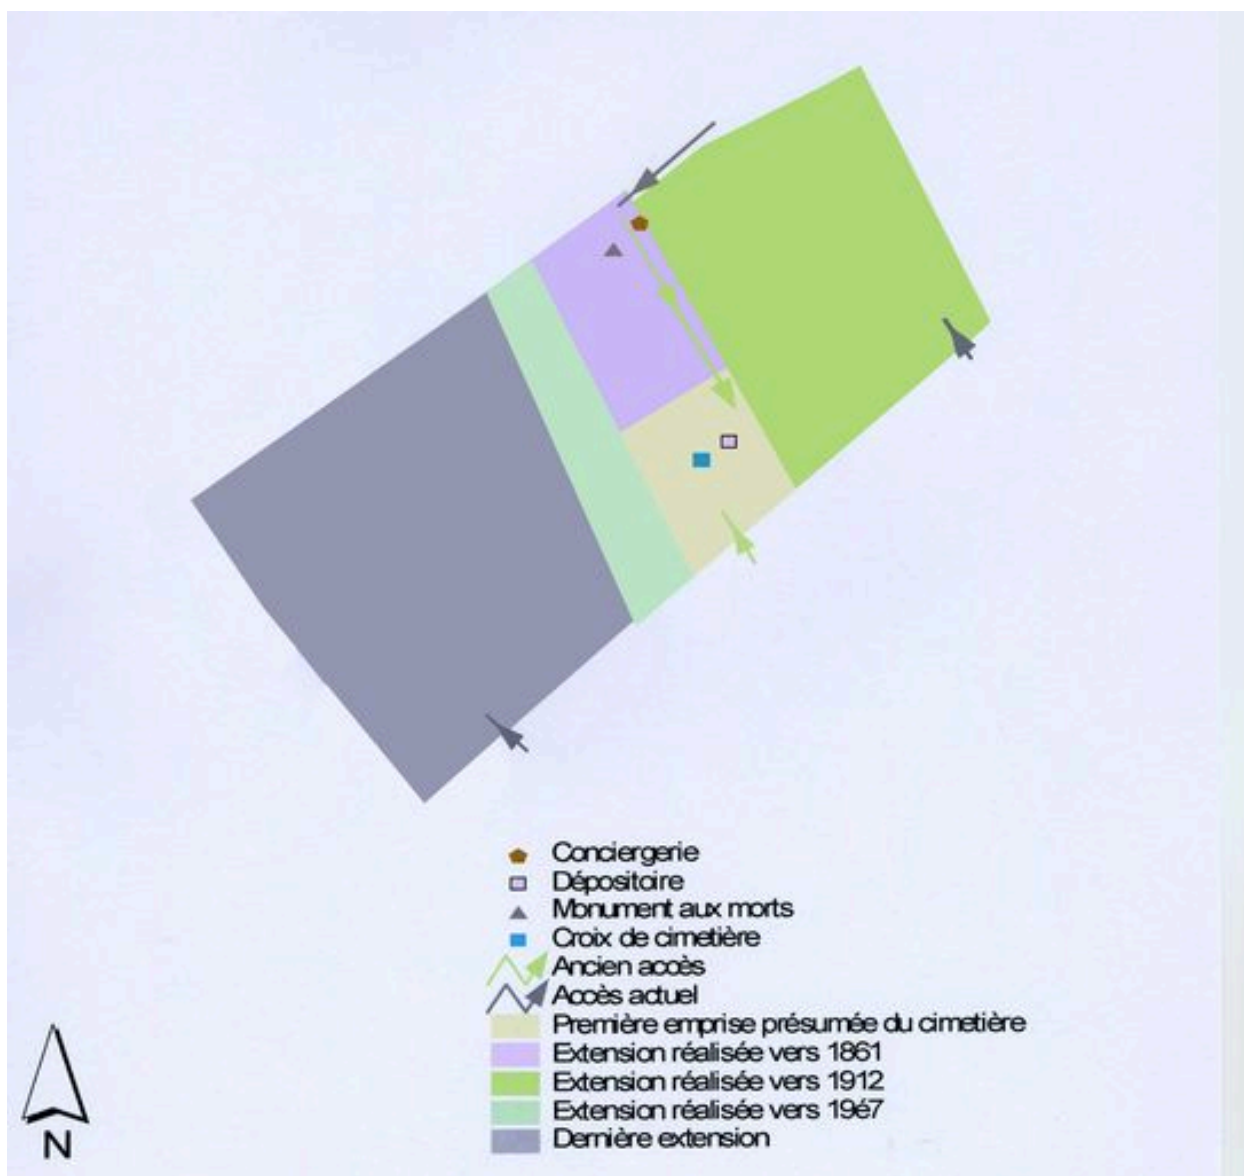 Conciergerie
Dépositoire
Monument aux morts
Croix de cimetière
Ancien accès
Accès actuel
Première emprise présumée du cimetière
Extension réalisée vers 1861
Extension réalisée vers 1912
Extension réalisée vers 19é7
Dernière extension
N